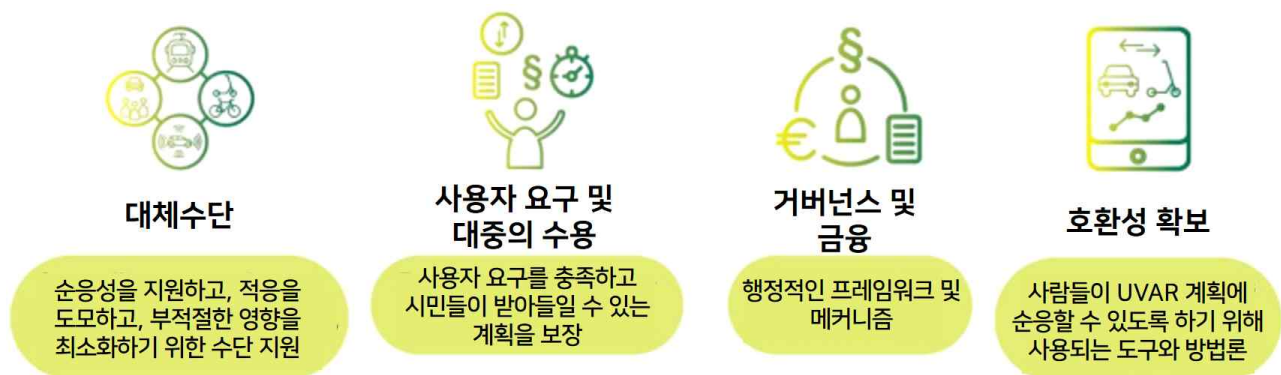 대체수단
순응성을 지원하고, 적응을
도모하고, 부적절한 영향을
최소화하기 위한 수단 지원
사용자 요구 및
대중의 수용
사용자 요구를 충족하고
시민들이 받아들일 수 있는
계획을 보장
거버넌스 및
금융
행정적인 프레임워크 및
메커니즘
호환성 확보
사람들이 UVAR 계획에
순응할 수 있도록 하기 위해
사용되는 도구와 방법론